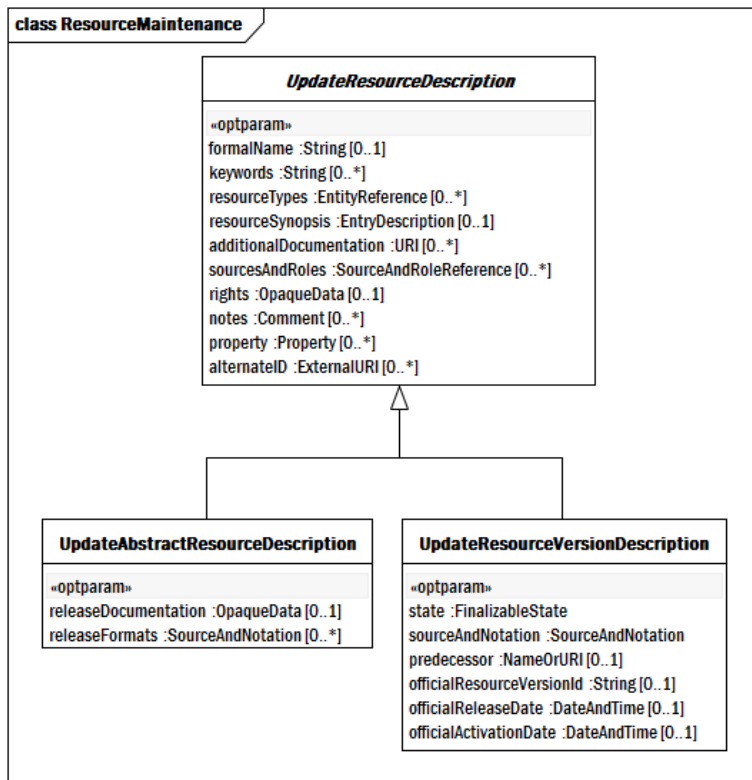 class ResourceMaintenance
UpdateResourceDescription
«optparam»
formalName :String [0..1]
keywords :String [0..*]
resourceTypes :EntityReference [0..*]
resourceSynopsis :EntryDescription [0..1]
additionalDocumentation :URI [0..*]
sourcesAndRoles :SourceAndRoleReference [0..*]
rights :OpaqueData [0..1]
notes :Comment [0..*]
property :Property [0..*]
alternateID :ExternalURI [0..*]
UpdateAbstractResourceDescription
«optparam»
releaseDocumentation :OpaqueData [0..1]
releaseFormats :SourceAndNotation [0..*]
UpdateResourceVersionDescription
«optparam»
state :FinalizableState
sourceAndNotation :SourceAndNotation
predecessor :NameOrURI [0..1]
officialResourceVersionId :String [0..1]
officialReleaseDate :DateAndTime [0..1]
officialActivationDate :DateAndTime [0..1]